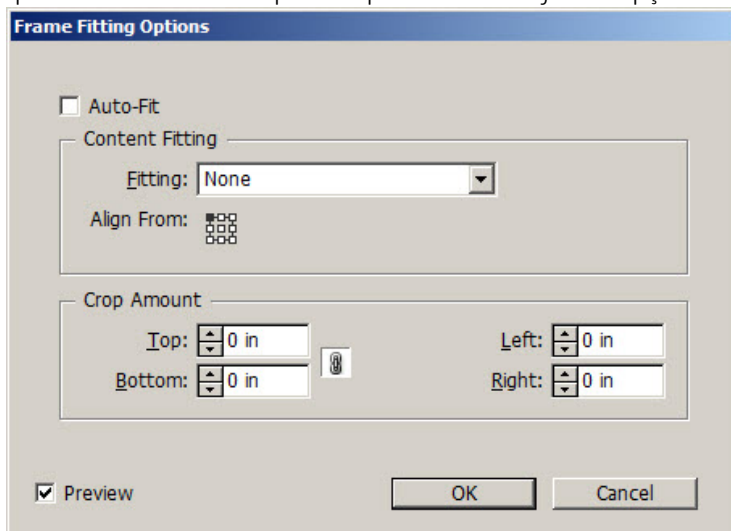 Frame Fitting Options
Auto-Fit
Content Fitting
Fitting: None
Align From:
Crop Amount
Top: 0 in
Left: 0 in
Bottom: 0 in
Right: 0 in
Preview
OK
Cancel